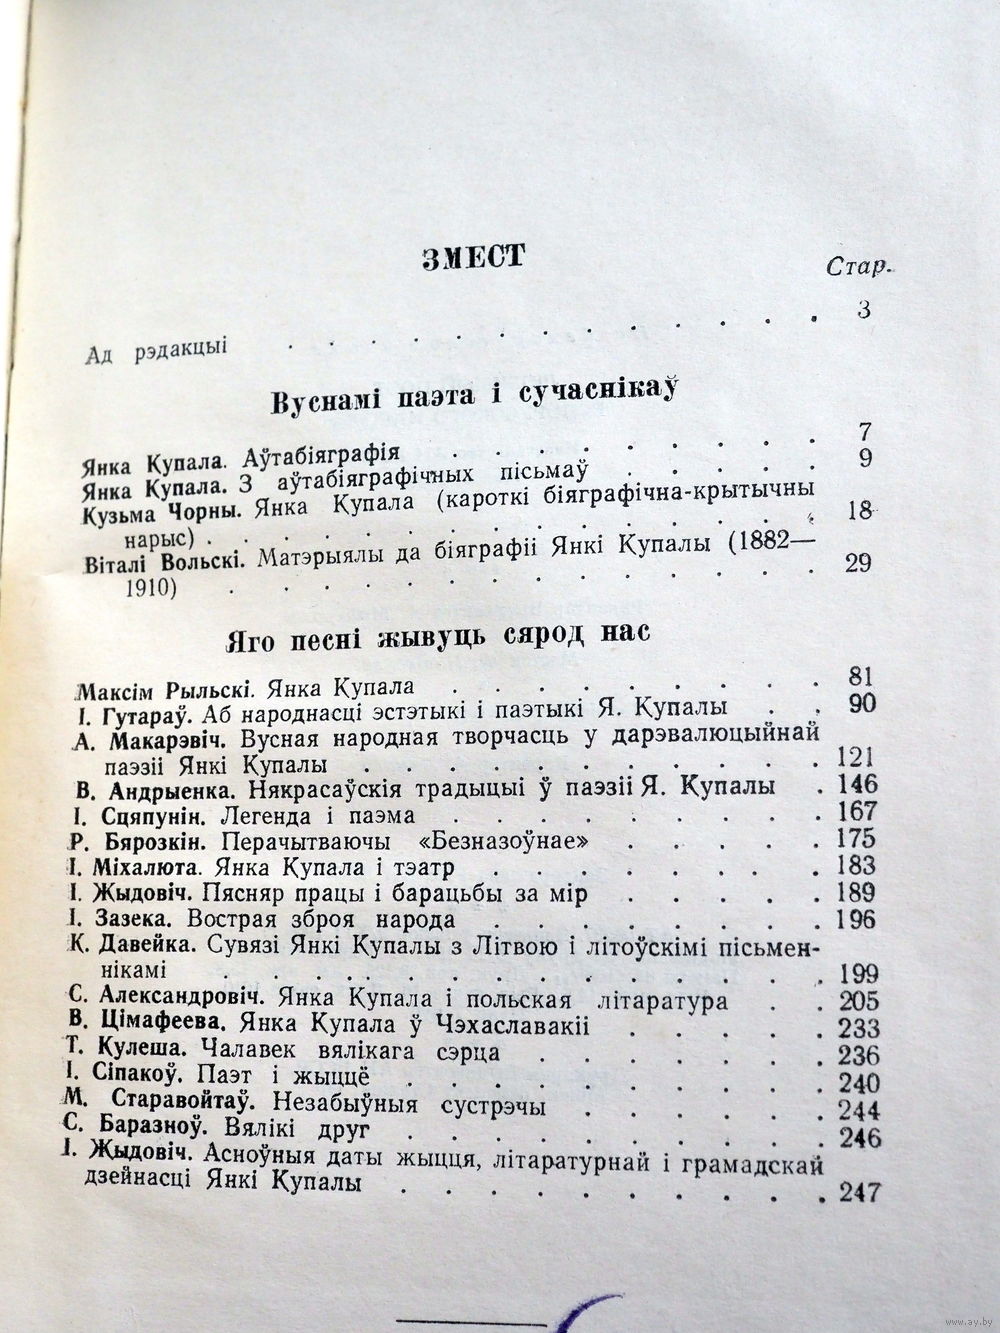 ЗМЕСТ
Стар.
Ад рэдакцыі . . . . . . . . . . . . . 3
Вуснамі паэта і сучаснікаў
Янка Купала. Аўтабіяграфія . . . . . . . . . 7
Янка Купала. З аўтабіяграфічных пісьмаў . . . . . 9
Кузьма Чорны. Янка Купала (кароткі біяграфічна-крытычны
нарыс) . . . . . . . . . . . . . . 18
Віталі Вольскі. Матэрыялы да біяграфіі Янкі Купалы (1882—
1910) . . . . . . . . . . . . . . 29
Яго песні жывуць сярод нас
Максім Рыльскі. Янка Купала . . . . . . . . . 81
І. Гутараў. Аб народнасці эстэтыкі і паэтыкі Я. Купалы . . 90
А. Макарэвіч. Вусная народная творчасць у дарэвалюцыйнай
паэзіі Янкі Купалы . . . . . . . . . . . 121
В. Андрыенка. Някрасаўскія традыцыі ў паэзіі Я. Купалы . 146
І. Сцяпунін. Легенда і паэма . . . . . . . . . 167
Р. Бярозкін. Перачытваючы «Безназоўнае» . . . . . 175
І. Міхалюта. Янка Купала і тэатр . . . . . . . . 183
І. Жыдовіч. Пясняр працы і барацьбы за мір . . . . . 189
І. Зазека. Вострая зброя народа . . . . . . . . 196
К. Давейка. Сувязі Янкі Купалы з Літвою і літоўскімі пісьмен-
нікамі . . . . . . . . . . . . . . 199
С. Александровіч. Янка Купала і польская літаратура . . 205
В. Цімафеева. Янка Купала ў Чэхаславакіі . . . . . 233
Т. Кулеша. Чалавек вялікага сэрца . . . . . . . 236
І. Сіпакоў. Паэт і жыццё . . . . . . . . . . 240
М. Старавойтаў. Незабыўныя сустрэчы . . . . . . 244
С. Баразноў. Вялікі друг . . . . . . . . . . 246
І. Жыдовіч. Асноўныя даты жыцця, літаратурнай і грамадскай
дзейнасці Янкі Купалы . . . . . . . . . . 247
www.ay.by